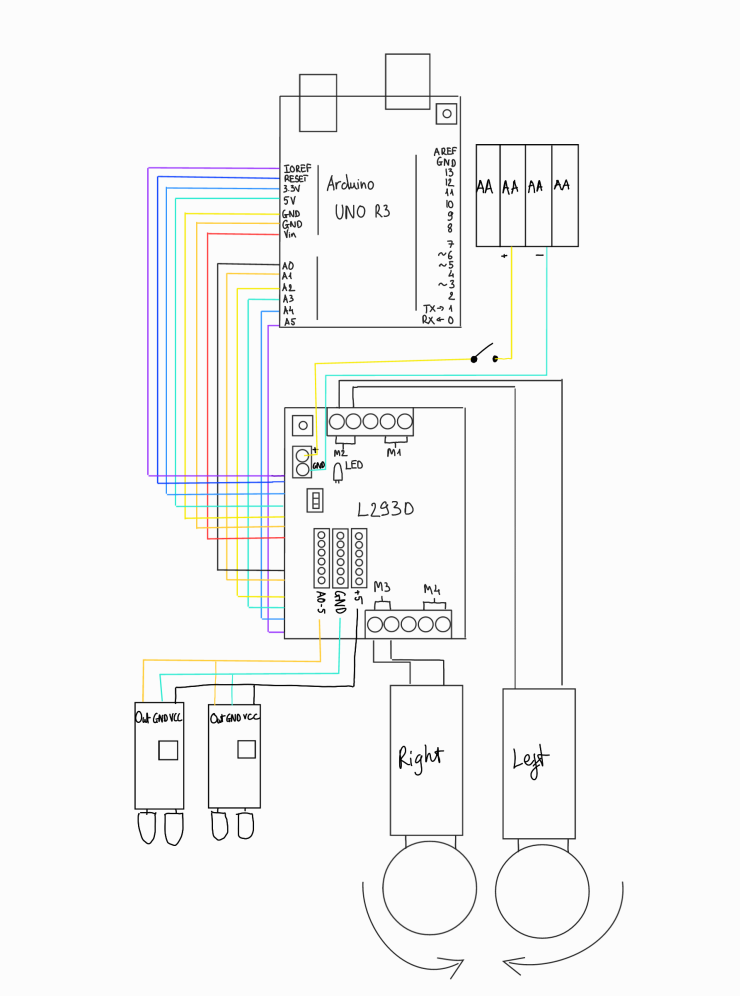 AREF
GND
13
12
11
10
9
8
7
~6
~5
4
~3
2
TX→ 1
RX← 0
IOREF
RESET
3.3V
5V
GND
GND
Vin
A0
A1
A2
A3
A4
A5
Arduino
UNO R3
AA AA AA AA
+ −
+
GND
M2 M1
LED
L293D
A0-5 GND +5
M3 M4
Out GND VCC
Out GND VCC
Right
Left